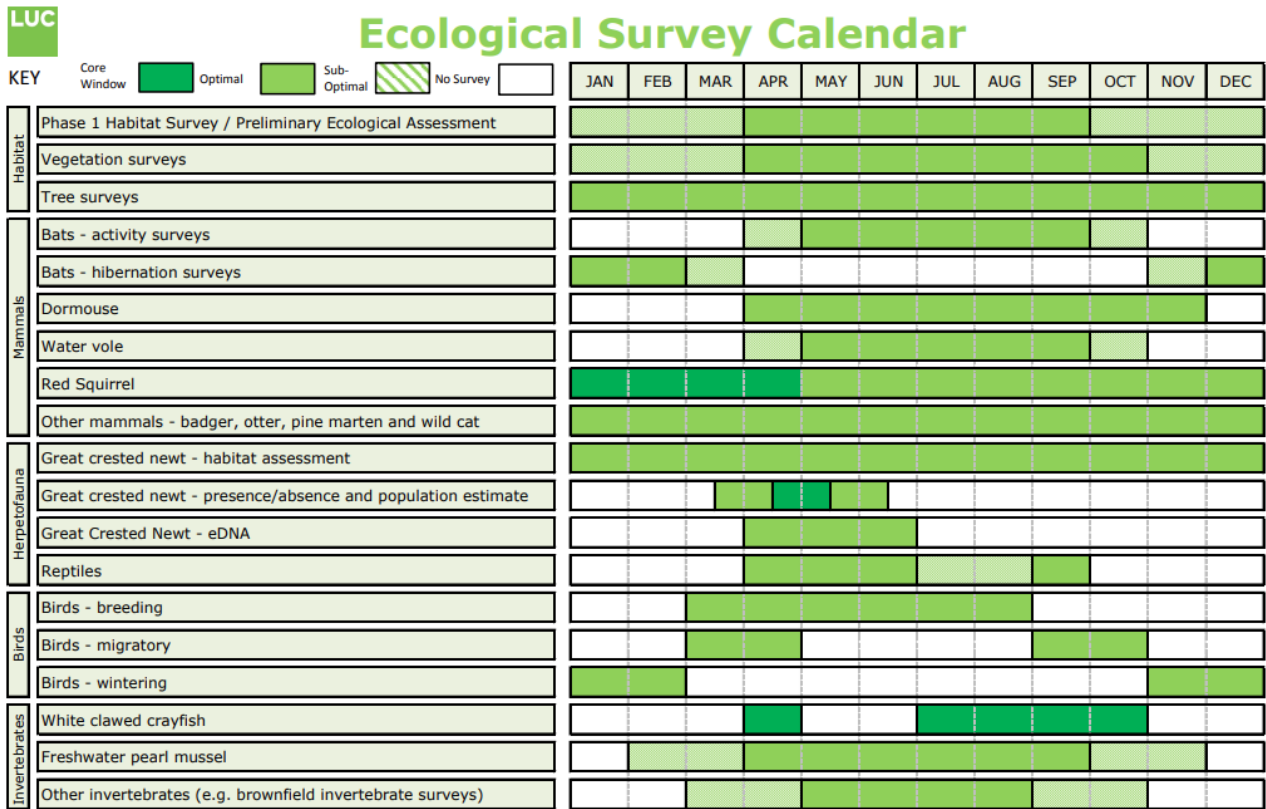 LUC
Ecological Survey Calendar
KEY
Core
Window
Optimal
Sub-
Optimal
No Survey
JAN FEB MAR APR MAY JUN JUL AUG SEP OCT NOV DEC
Habitat
Phase 1 Habitat Survey / Preliminary Ecological Assessment
Vegetation surveys
Tree surveys
Mammals
Bats - activity surveys
Bats - hibernation surveys
Dormouse
Water vole
Red Squirrel
Other mammals - badger, otter, pine marten and wild cat
Herpetofauna
Great crested newt - habitat assessment
Great crested newt - presence/absence and population estimate
Great Crested Newt - eDNA
Reptiles
Birds
Birds - breeding
Birds - migratory
Birds - wintering
Invertebrates
White clawed crayfish
Freshwater pearl mussel
Other invertebrates (e.g. brownfield invertebrate surveys)